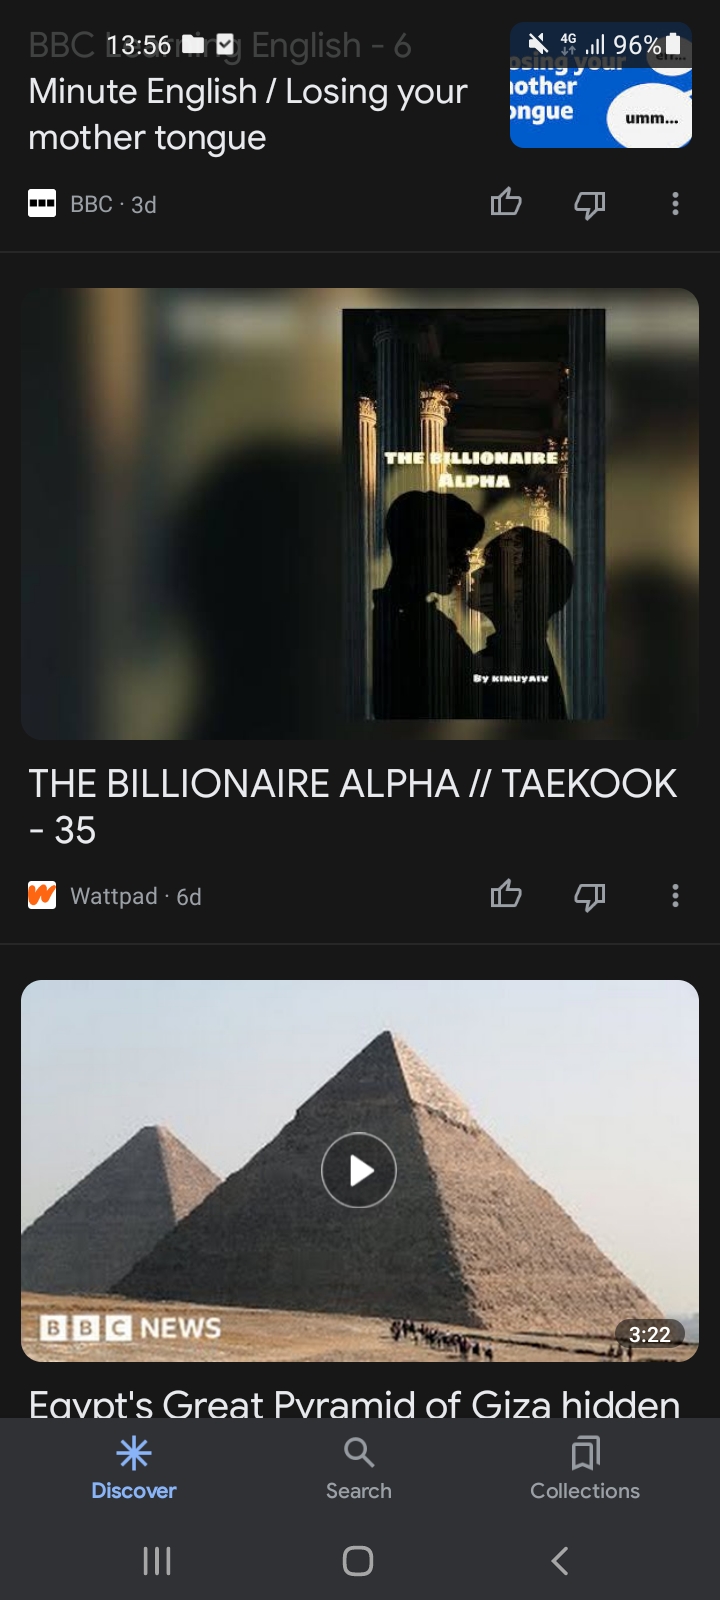 BBC Learning English - 6
13:56
4G
96%
Minute English / Losing your
mother tongue
osing your
nother
ongue
umm...
BBC · 3d
THE BILLIONAIRE
ALPHA
By KIMUYAIV
THE BILLIONAIRE ALPHA // TAEKOOK
- 35
Wattpad · 6d
BBC NEWS
3:22
Egypt's Great Pyramid of Giza hidden
Discover
Search
Collections